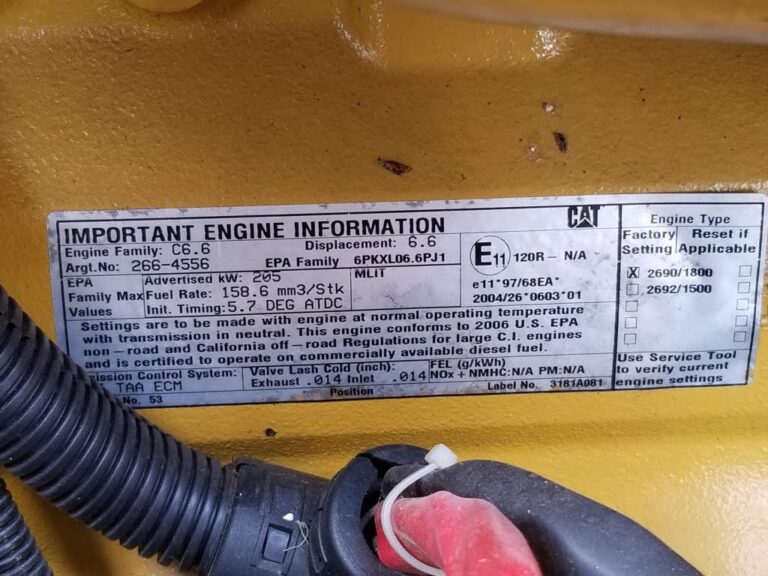 IMPORTANT ENGINE INFORMATION
CAT
Engine Family: C6.6 Displacement: 6.6
Argt.No: 266-4556 EPA Family 6PKXL06.6PJ1
EPA Advertised kW: 205 MLIT
Family Max Fuel Rate: 158.6 mm3/Stk
Values Init. Timing: 5.7 DEG ATDC
E11 120R - N/A
e11*97/68EA*
2004/26*0603*01
Settings are to be made with engine at normal operating temperature
with transmission in neutral. This engine conforms to 2006 U.S. EPA
non-road and California off-road Regulations for large C.I. engines
and is certified to operate on commercially available diesel fuel.
ission Control System: Valve Lash Cold (inch): FEL (g/kWh)
TAA ECM Exhaust .014 Inlet .014 NOx + NMHC:N/A PM:N/A
No. 53 Position Label No. 3181A081
Engine Type
Factory Reset if
Setting Applicable
X 2690/1800
2692/1500
Use Service Tool
to verify current
engine settings